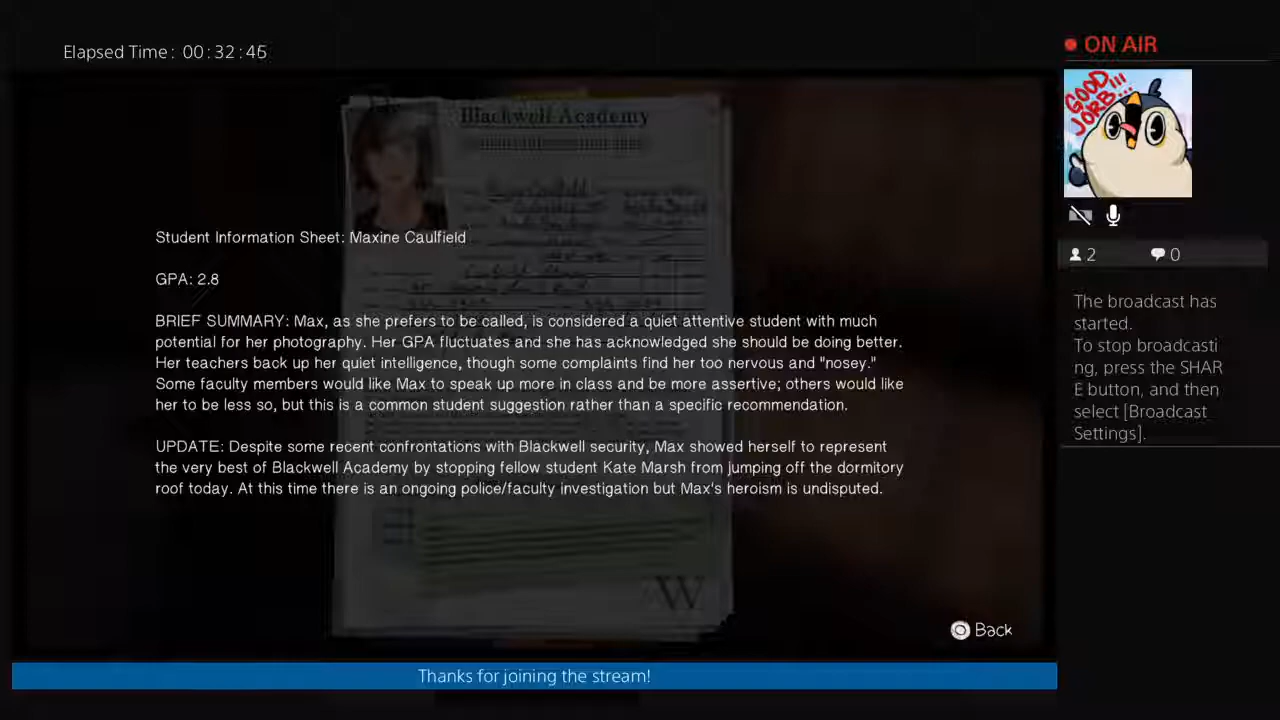 Elapsed Time: 00:32:45
ON AIR
GOOD
JORB!!!...
2
0
The broadcast has
started.
To stop broadcasti
ng, press the SHAR
E button, and then
select [Broadcast
Settings].
Blackwell Academy
Student Information Sheet: Maxine Caulfield
GPA: 2.8
BRIEF SUMMARY: Max, as she prefers to be called, is considered a quiet attentive student with much
potential for her photography. Her GPA fluctuates and she has acknowledged she should be doing better.
Her teachers back up her quiet intelligence, though some complaints find her too nervous and "nosey."
Some faculty members would like Max to speak up more in class and be more assertive; others would like
her to be less so, but this is a common student suggestion rather than a specific recommendation.
UPDATE: Despite some recent confrontations with Blackwell security, Max showed herself to represent
the very best of Blackwell Academy by stopping fellow student Kate Marsh from jumping off the dormitory
roof today. At this time there is an ongoing police/faculty investigation but Max's heroism is undisputed.
W
Back
Thanks for joining the stream!